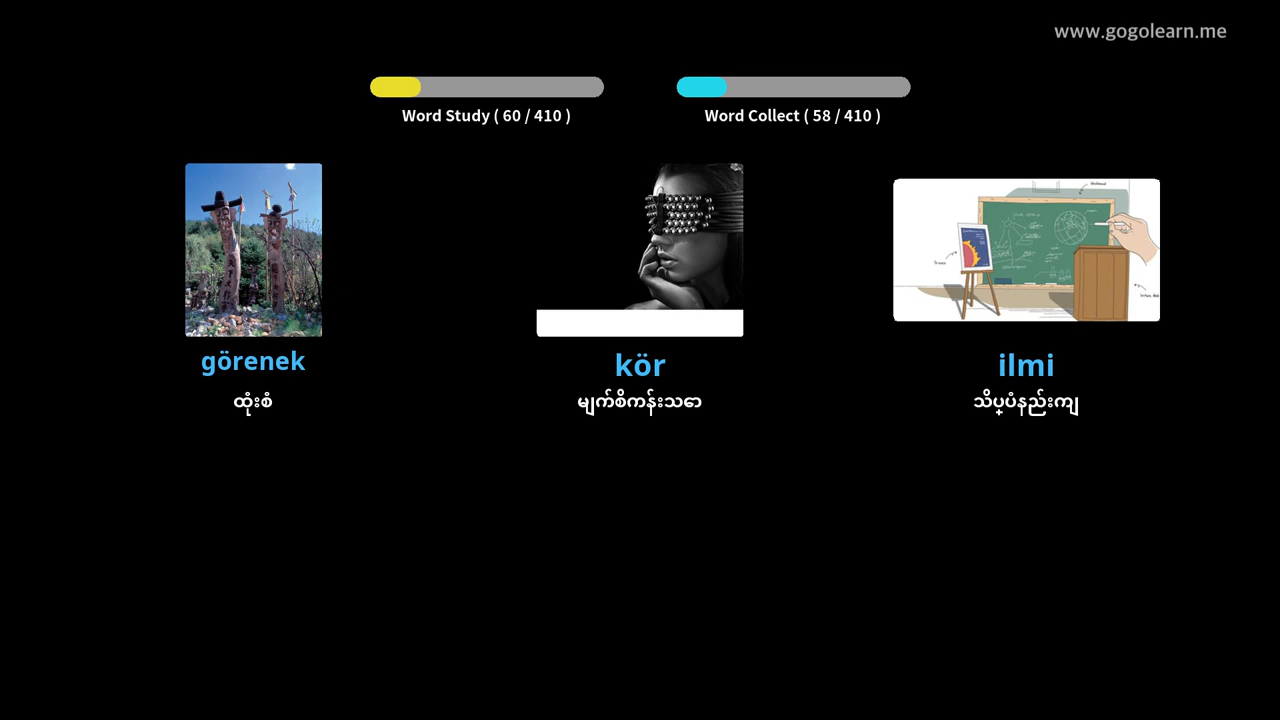 www.gogolearn.me
Word Study ( 60 / 410 )
Word Collect ( 58 / 410 )
görenek
kör
ilmi
ထုံးစံ
မျက်စိကန်းသော
သိပ္ပံနည်းကျ